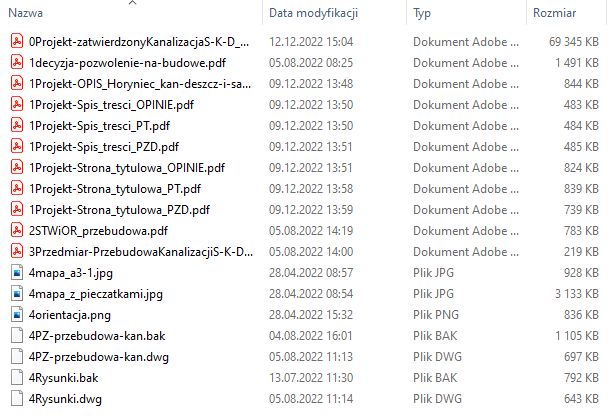 Nazwa Data modyfikacji Typ Rozmiar
0Projekt-zatwierdzonyKanalizacjaS-K-D_... 12.12.2022 15:04 Dokument Adobe ... 69 345 KB
1decyzja-pozwolenie-na-budowe.pdf 05.08.2022 08:25 Dokument Adobe ... 1 491 KB
1Projekt-OPIS_Horyniec_kan-deszcz-i-sa... 09.12.2022 13:48 Dokument Adobe ... 844 KB
1Projekt-Spis_tresci_OPINIE.pdf 09.12.2022 13:50 Dokument Adobe ... 483 KB
1Projekt-Spis_tresci_PT.pdf 09.12.2022 13:50 Dokument Adobe ... 484 KB
1Projekt-Spis_tresci_PZD.pdf 09.12.2022 13:51 Dokument Adobe ... 485 KB
1Projekt-Strona_tytulowa_OPINIE.pdf 09.12.2022 13:51 Dokument Adobe ... 824 KB
1Projekt-Strona_tytulowa_PT.pdf 09.12.2022 13:58 Dokument Adobe ... 839 KB
1Projekt-Strona_tytulowa_PZD.pdf 09.12.2022 13:59 Dokument Adobe ... 739 KB
2STWiOR_przebudowa.pdf 05.08.2022 14:19 Dokument Adobe ... 783 KB
3Przedmiar-PrzebudowaKanalizacjiS-K-D... 05.08.2022 14:00 Dokument Adobe ... 219 KB
4mapa_a3-1.jpg 28.04.2022 08:57 Plik JPG 928 KB
4mapa_z_pieczatkami.jpg 28.04.2022 08:54 Plik JPG 3 133 KB
4orientacja.png 28.04.2022 15:32 Plik PNG 836 KB
4PZ-przebudowa-kan.bak 04.08.2022 16:01 Plik BAK 1 105 KB
4PZ-przebudowa-kan.dwg 05.08.2022 11:13 Plik DWG 697 KB
4Rysunki.bak 13.07.2022 11:30 Plik BAK 792 KB
4Rysunki.dwg 05.08.2022 11:14 Plik DWG 643 KB